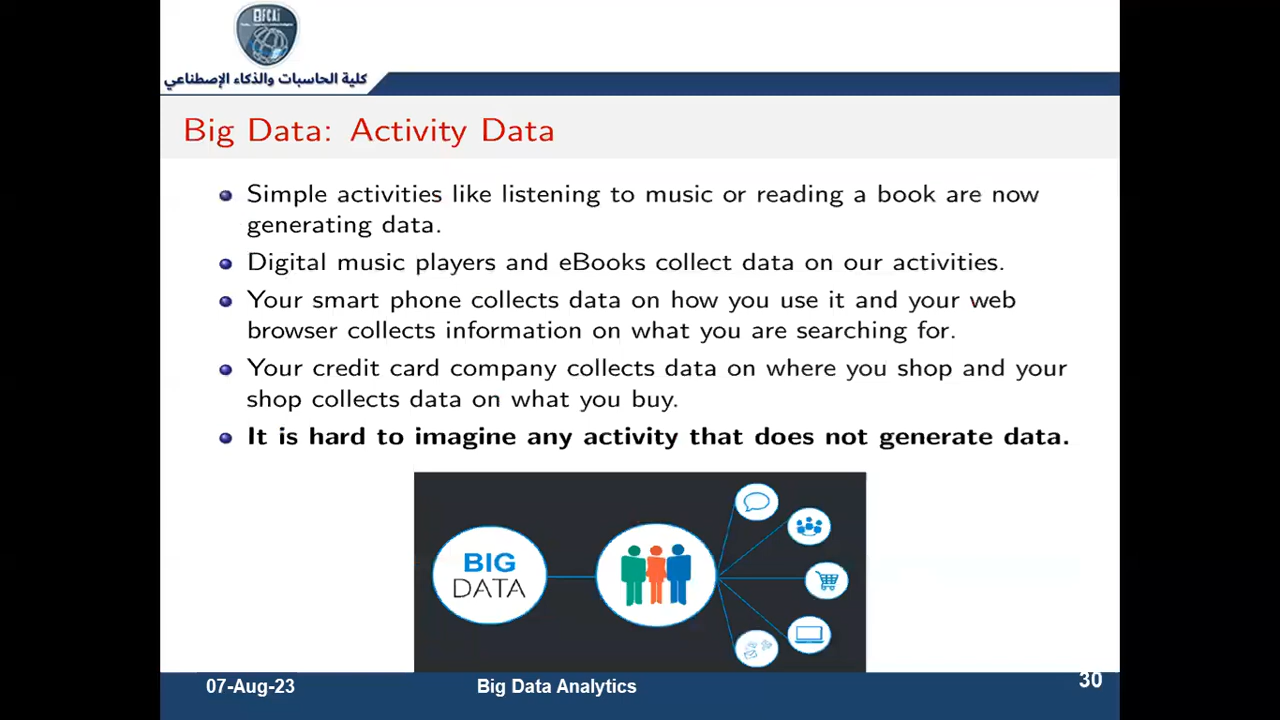 FCAI
كلية الحاسبات والذكاء الإصطناعي
Big Data: Activity Data
Simple activities like listening to music or reading a book are now
generating data.
Digital music players and eBooks collect data on our activities.
Your smart phone collects data on how you use it and your web
browser collects information on what you are searching for.
Your credit card company collects data on where you shop and your
shop collects data on what you buy.
It is hard to imagine any activity that does not generate data.
BIG
DATA
07-Aug-23
Big Data Analytics
30